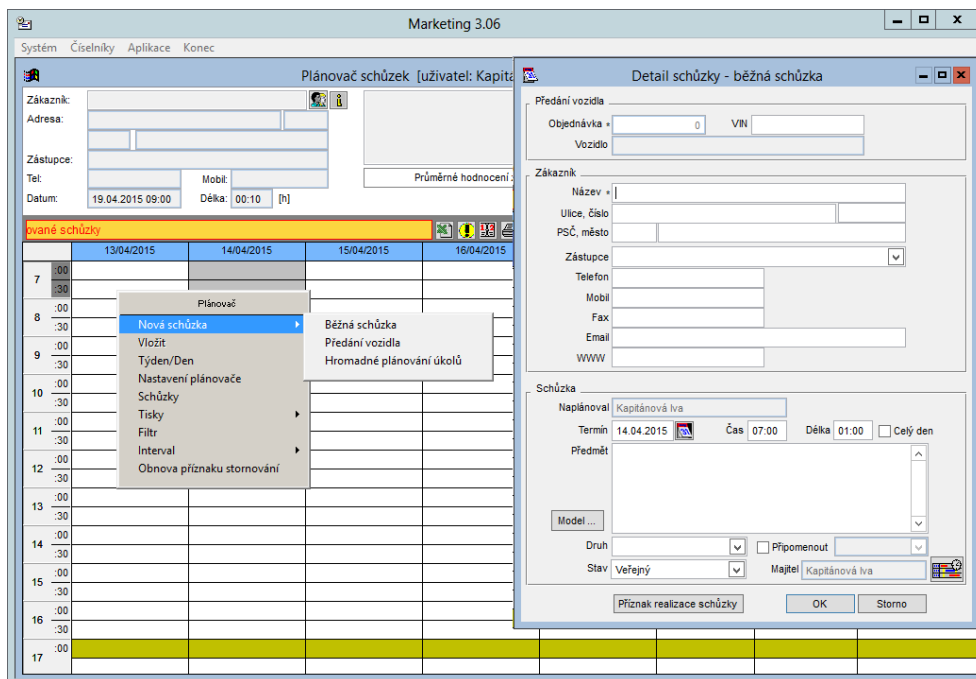 Marketing 3.06
Systém Číselníky Aplikace Konec
Plánovač schůzek [uživatel: Kapitá
Zákazník:
Adresa:
Zástupce:
Tel: Mobil:
Průměrné hodnocení
Datum: 19.04.2015 09:00 Délka: 00:10 [h]
ované schůzky
13/04/2015 14/04/2015 15/04/2015 16/04/2015
7 :00
:30
8 :00
:30
9 :00
:30
10 :00
:30
11 :00
:30
12 :00
:30
13 :00
:30
14 :00
:30
15 :00
:30
16 :00
:30
17 :00
Plánovač
Nová schůzka
Vložit
Týden/Den
Nastavení plánovače
Schůzky
Tisky
Filtr
Interval
Obnova příznaku stornování
Běžná schůzka
Předání vozidla
Hromadné plánování úkolů
Detail schůzky - běžná schůzka
Předání vozidla
Objednávka * 0 VIN
Vozidlo
Zákazník
Název *
Ulice, číslo
PSČ, město
Zástupce
Telefon
Mobil
Fax
Email
WWW
Schůzka
Naplánoval Kapitánová Iva
Termín 14.04.2015 Čas 07:00 Délka 01:00 Celý den
Předmět
Model ...
Druh Připomenout
Stav Veřejný Majitel Kapitánová Iva
Příznak realizace schůzky OK Storno